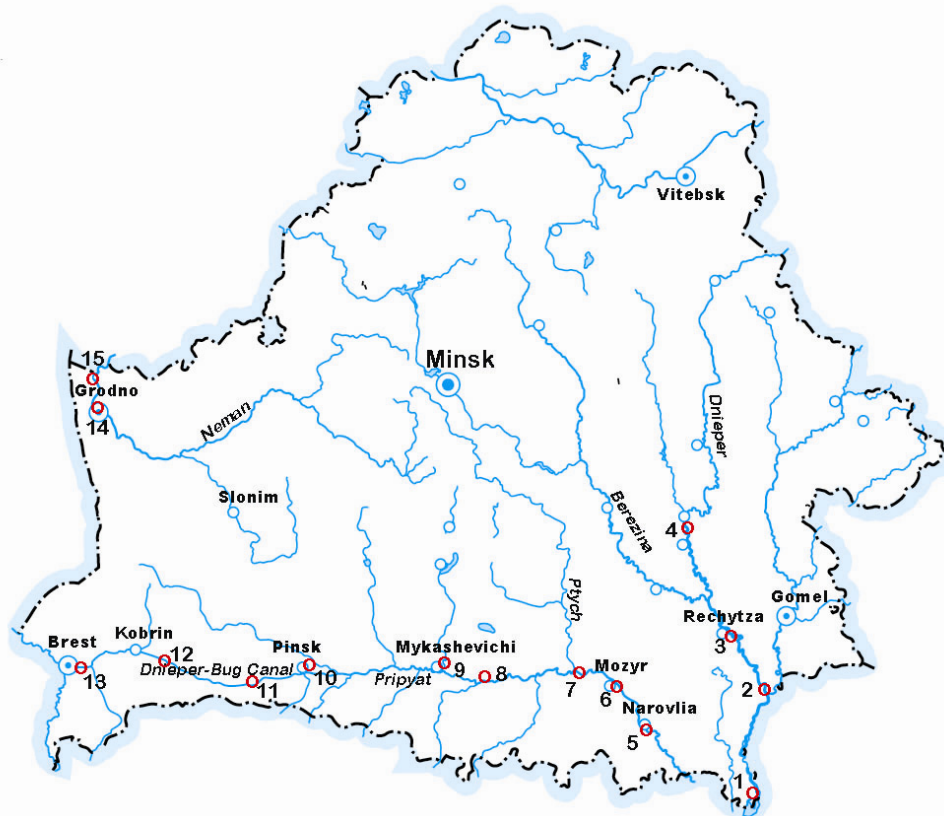 Vitebsk
Minsk
15
Grodno
14
Neman
Dnieper
Slonim
Berezina
4
Ptych
Gomel
Rechytza
3
Kobrin
Brest
12
Pinsk
Mykashevichi
Dnieper-Bug Canal
13
11
10
Pripyat
9
8
7
Mozyr
6
2
Narovlia
5
1